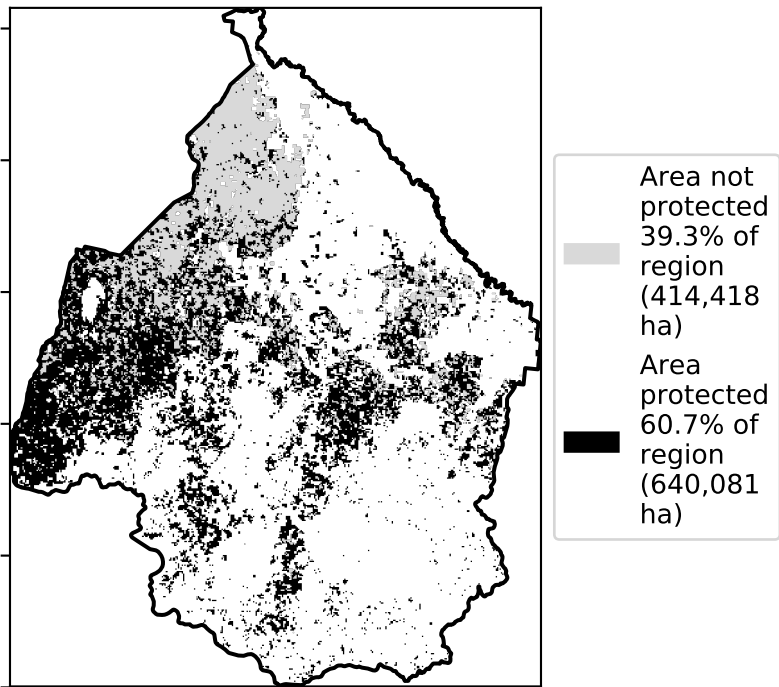 Area not
protected
39.3% of
region
(414,418
ha)
Area
protected
60.7% of
region
(640,081
ha)